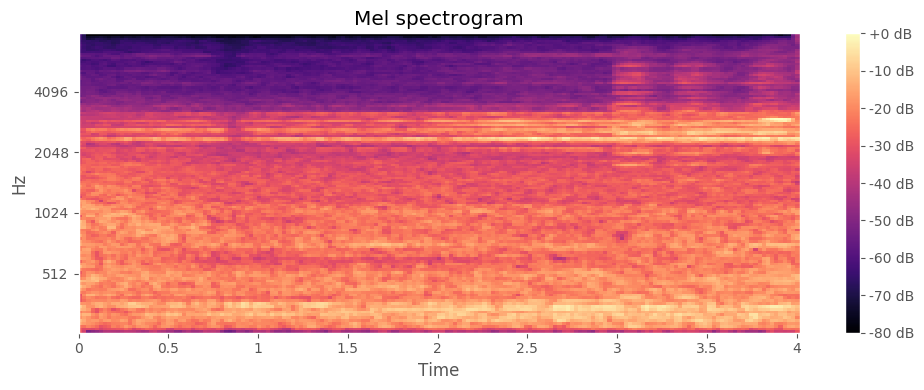 Mel spectrogram
Hz
4096
2048
1024
512
0 0.5 1 1.5 2 2.5 3 3.5 4
Time
+0 dB
-10 dB
-20 dB
-30 dB
-40 dB
-50 dB
-60 dB
-70 dB
-80 dB